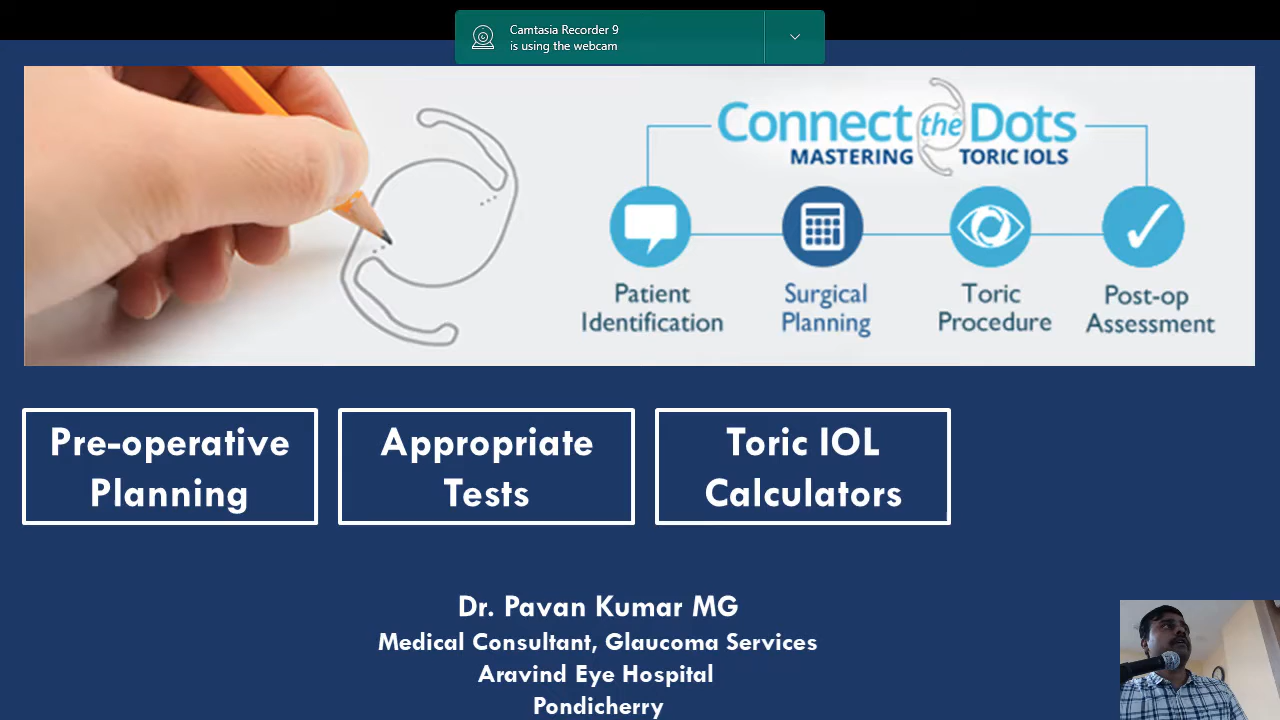 Camtasia Recorder 9
is using the webcam
Connect the Dots
MASTERING TORIC IOLS
Patient
Identification
Surgical
Planning
Toric
Procedure
Post-op
Assessment
Pre-operative
Planning
Appropriate
Tests
Toric IOL
Calculators
Dr. Pavan Kumar MG
Medical Consultant, Glaucoma Services
Aravind Eye Hospital
Pondicherry